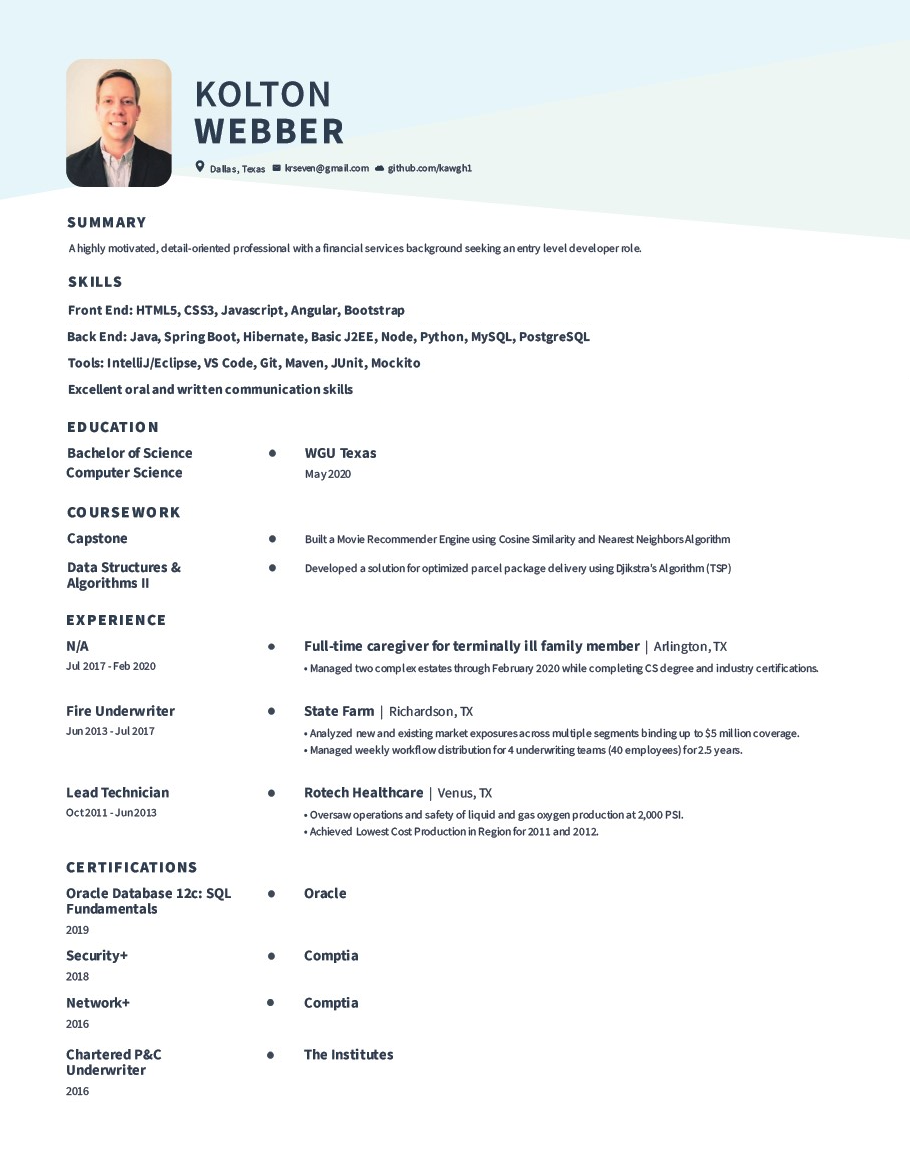 KOLTON
WEBBER
Dallas, Texas krseven@gmail.com github.com/kawgh1
SUMMARY
A highly motivated, detail-oriented professional with a financial services background seeking an entry level developer role.
SKILLS
Front End: HTML5, CSS3, Javascript, Angular, Bootstrap
Back End: Java, Spring Boot, Hibernate, Basic J2EE, Node, Python, MySQL, PostgreSQL
Tools: IntelliJ/Eclipse, VS Code, Git, Maven, JUnit, Mockito
Excellent oral and written communication skills
EDUCATION
Bachelor of Science • WGU Texas
Computer Science May 2020
COURSEWORK
Capstone • Built a Movie Recommender Engine using Cosine Similarity and Nearest Neighbors Algorithm
Data Structures & • Developed a solution for optimized parcel package delivery using Djikstra's Algorithm (TSP)
Algorithms II
EXPERIENCE
N/A • Full-time caregiver for terminally ill family member | Arlington, TX
Jul 2017 - Feb 2020 • Managed two complex estates through February 2020 while completing CS degree and industry certifications.
Fire Underwriter • State Farm | Richardson, TX
Jun 2013 - Jul 2017 • Analyzed new and existing market exposures across multiple segments binding up to $5 million coverage.
• Managed weekly workflow distribution for 4 underwriting teams (40 employees) for 2.5 years.
Lead Technician • Rotech Healthcare | Venus, TX
Oct 2011 - Jun 2013 • Oversaw operations and safety of liquid and gas oxygen production at 2,000 PSI.
• Achieved Lowest Cost Production in Region for 2011 and 2012.
CERTIFICATIONS
Oracle Database 12c: SQL • Oracle
Fundamentals
2019
Security+ • Comptia
2018
Network+ • Comptia
2016
Chartered P&C • The Institutes
Underwriter
2016